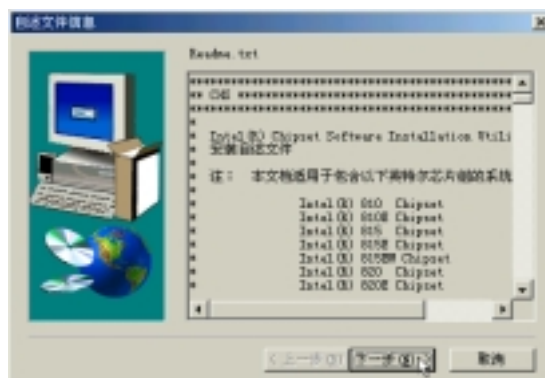 自述文件信息
Readme.txt
************************************************
** CHS ******************************************
************************************************
*
* Intel(R) Chipset Software Installation Utili
* 安装自述文件
*
* 注： 本文档适用于包含以下英特尔芯片组的系统
*
* Intel(R) 810 Chipset
* Intel(R) 810E Chipset
* Intel(R) 815 Chipset
* Intel(R) 815E Chipset
* Intel(R) 815EM Chipset
* Intel(R) 820 Chipset
* Intel(R) 820E Chipset
<上一步(B) 下一步(N)> 取消